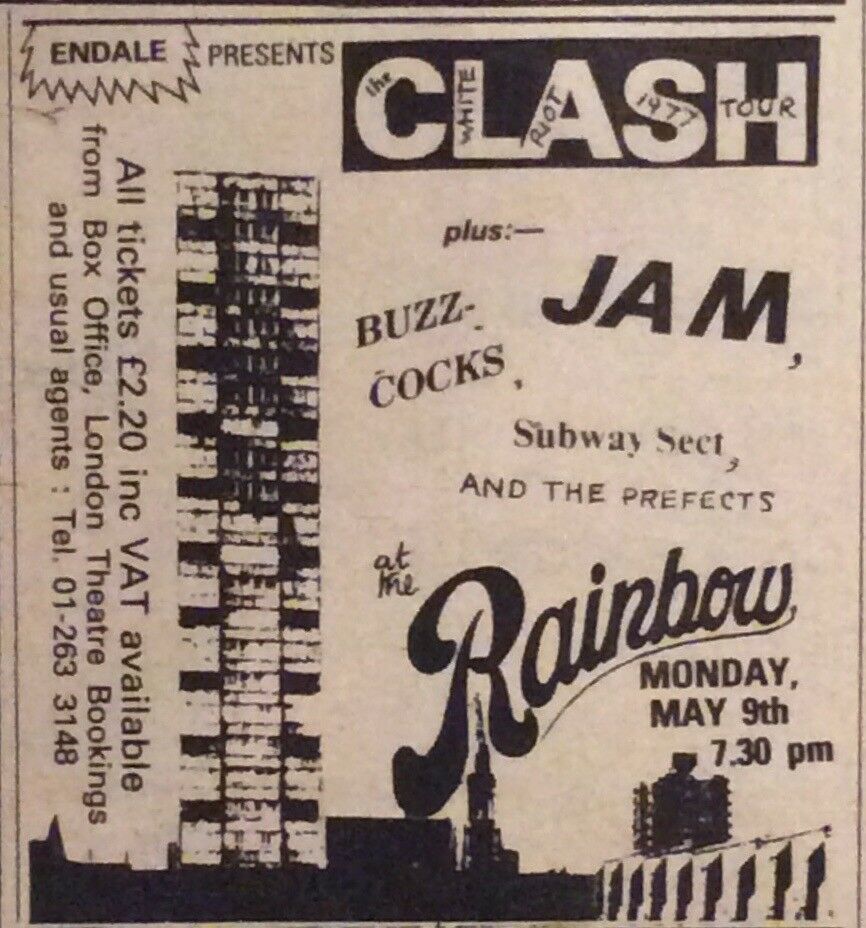 ENDALE PRESENTS
the CLASH
WHITE RIOT 1977 TOUR
plus:—
JAM,
BUZZ-
COCKS,
Subway Sect,
AND THE PREFECTS
at
the
Rainbow
MONDAY,
MAY 9th
7.30 pm
All tickets £2.20 inc VAT available
from Box Office, London Theatre Bookings
and usual agents : Tel. 01-263 3148